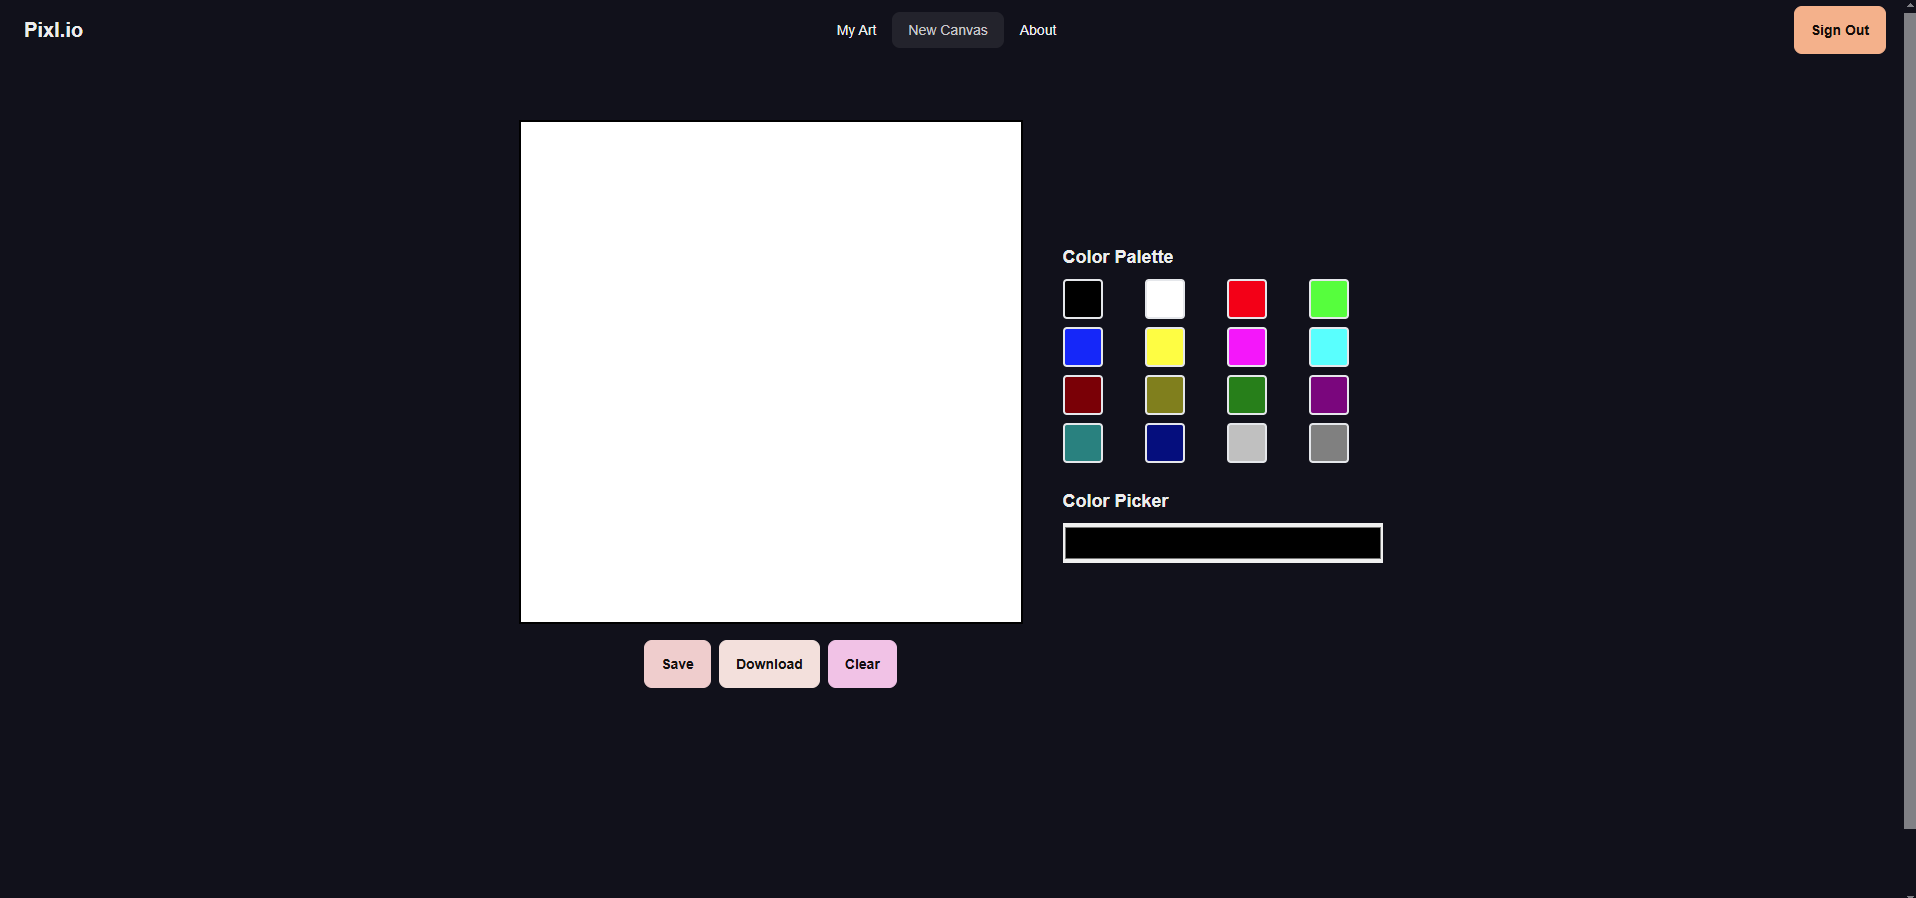 Pixl.io
My Art
New Canvas
About
Sign Out
Color Palette
Color Picker
Save
Download
Clear